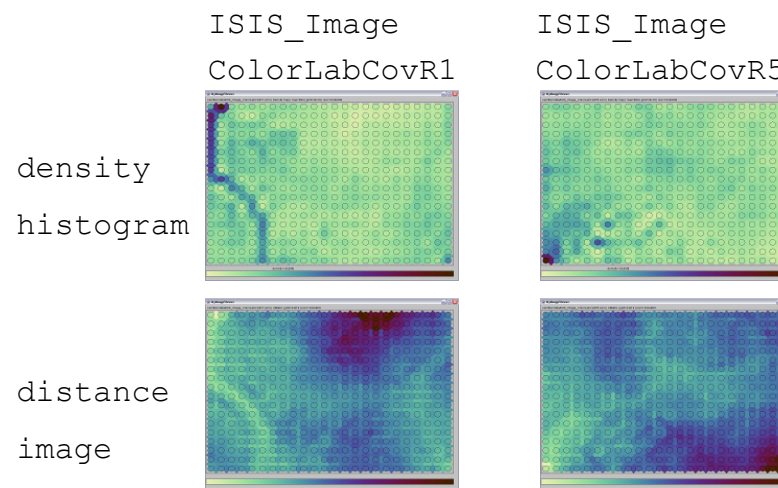 ISIS_Image ISIS_Image
ColorLabCovR1 ColorLabCovR5
density
histogram
distance
image